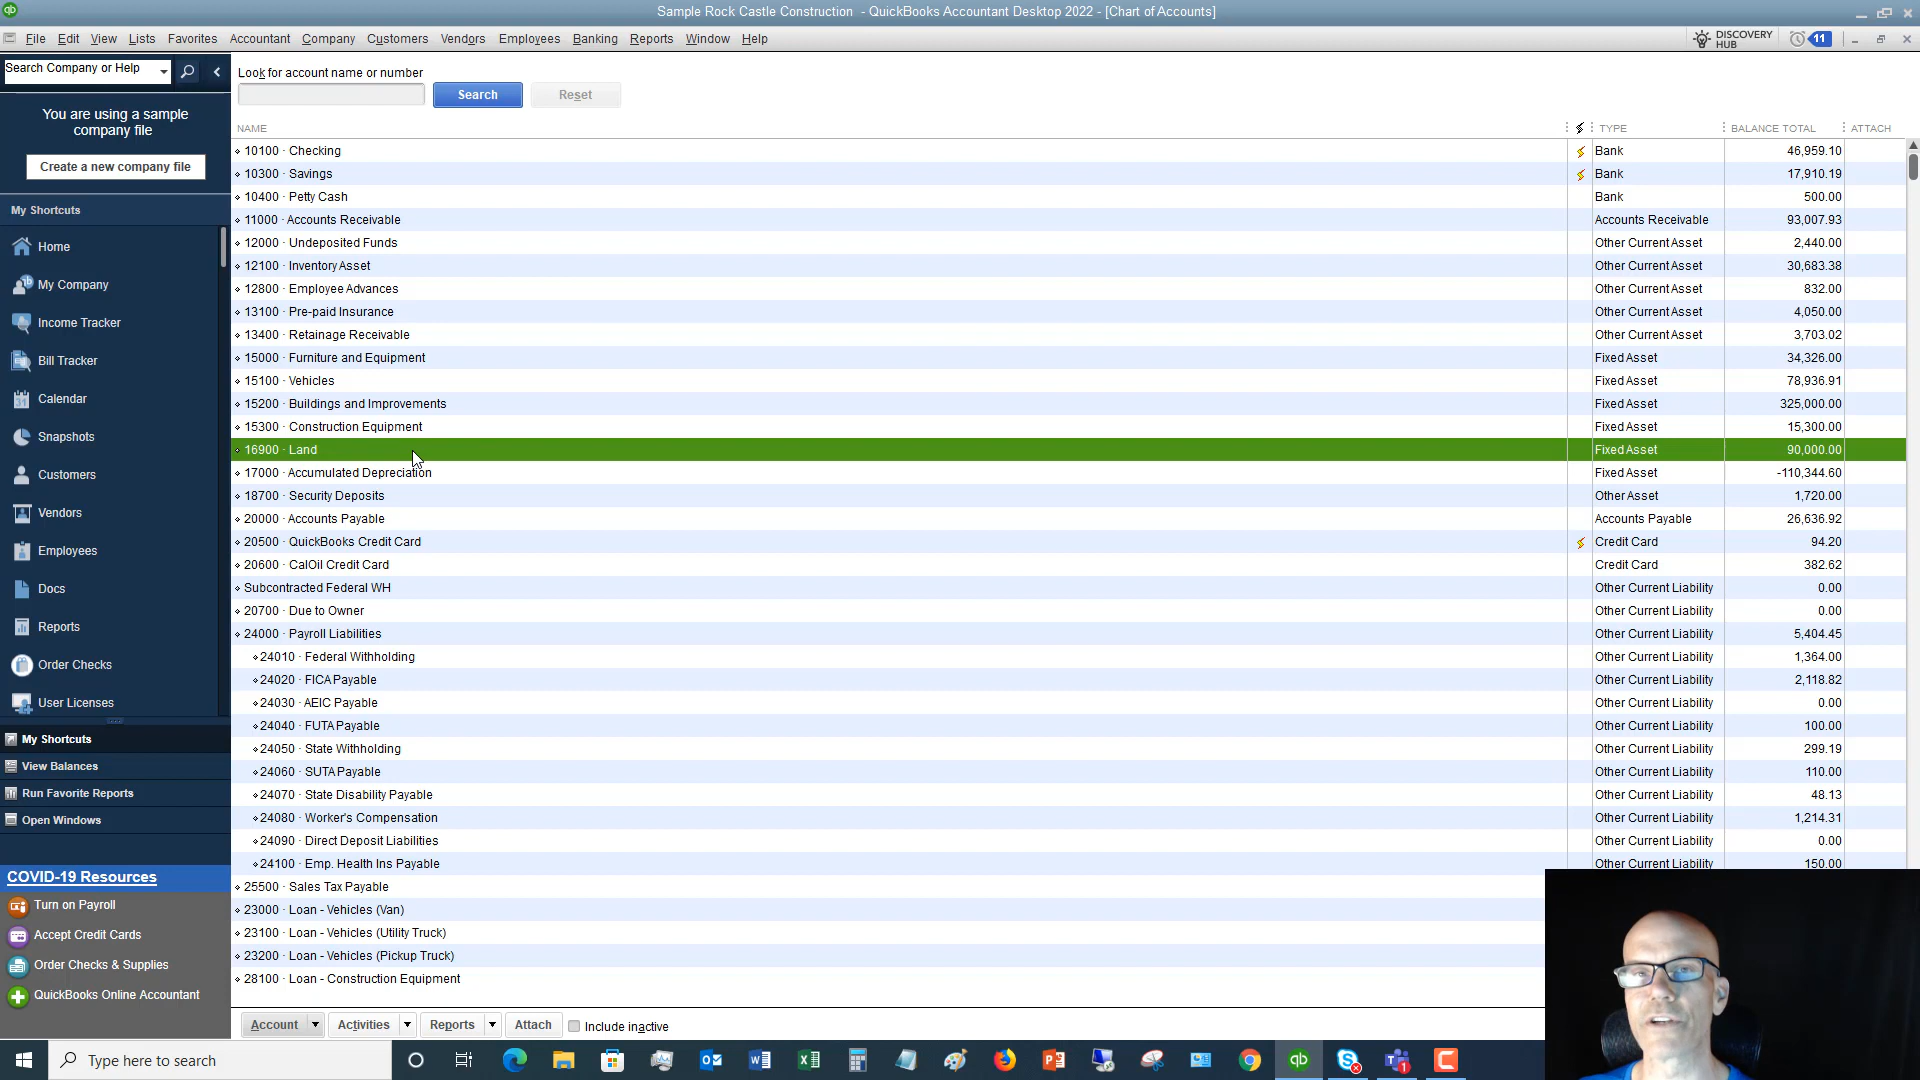 Sample Rock Castle Construction - QuickBooks Accountant Desktop 2022 - [Chart of Accounts]
File Edit View Lists Favorites Accountant Company Customers Vendors Employees Banking Reports Window Help
DISCOVERY HUB 11
Search Company or Help
You are using a sample
company file
Create a new company file
My Shortcuts
Home
My Company
Income Tracker
Bill Tracker
Calendar
Snapshots
Customers
Vendors
Employees
Docs
Reports
Order Checks
User Licenses
My Shortcuts
View Balances
Run Favorite Reports
Open Windows
COVID-19 Resources
Turn on Payroll
Accept Credit Cards
Order Checks & Supplies
QuickBooks Online Accountant
Look for account name or number
Search Reset
NAME TYPE BALANCE TOTAL ATTACH
10100 · Checking Bank 46,959.10
10300 · Savings Bank 17,910.19
10400 · Petty Cash Bank 500.00
11000 · Accounts Receivable Accounts Receivable 93,007.93
12000 · Undeposited Funds Other Current Asset 2,440.00
12100 · Inventory Asset Other Current Asset 30,683.38
12800 · Employee Advances Other Current Asset 832.00
13100 · Pre-paid Insurance Other Current Asset 4,050.00
13400 · Retainage Receivable Other Current Asset 3,703.02
15000 · Furniture and Equipment Fixed Asset 34,326.00
15100 · Vehicles Fixed Asset 78,936.91
15200 · Buildings and Improvements Fixed Asset 325,000.00
15300 · Construction Equipment Fixed Asset 15,300.00
16900 · Land Fixed Asset 90,000.00
17000 · Accumulated Depreciation Fixed Asset -110,344.60
18700 · Security Deposits Other Asset 1,720.00
20000 · Accounts Payable Accounts Payable 26,636.92
20500 · QuickBooks Credit Card Credit Card 94.20
20600 · CalOil Credit Card Credit Card 382.62
Subcontracted Federal WH Other Current Liability 0.00
20700 · Due to Owner Other Current Liability 0.00
24000 · Payroll Liabilities Other Current Liability 5,404.45
24010 · Federal Withholding Other Current Liability 1,364.00
24020 · FICA Payable Other Current Liability 2,118.82
24030 · AEIC Payable Other Current Liability 0.00
24040 · FUTA Payable Other Current Liability 100.00
24050 · State Withholding Other Current Liability 299.19
24060 · SUTA Payable Other Current Liability 110.00
24070 · State Disability Payable Other Current Liability 48.13
24080 · Worker's Compensation Other Current Liability 1,214.31
24090 · Direct Deposit Liabilities Other Current Liability 0.00
24100 · Emp. Health Ins Payable Other Current Liability 150.00
25500 · Sales Tax Payable
23000 · Loan - Vehicles (Van)
23100 · Loan - Vehicles (Utility Truck)
23200 · Loan - Vehicles (Pickup Truck)
28100 · Loan - Construction Equipment
Account Activities Reports Attach Include inactive
Type here to search